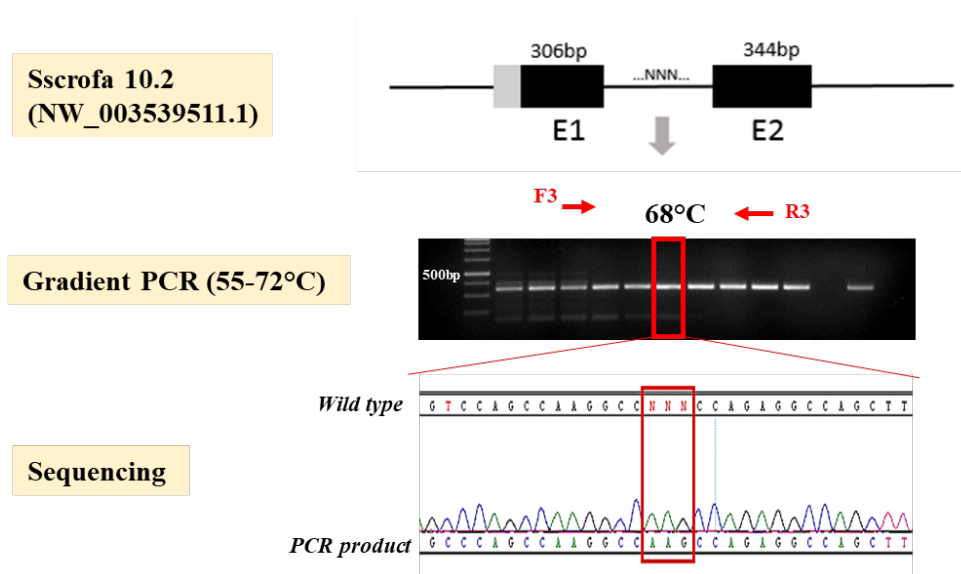 306bp
344bp
...NNN...
Sscrofa 10.2
(NW_003539511.1)
E1
E2
F3
68°C
R3
500bp
Gradient PCR (55-72°C)
Wild type
G T C C A G C C A A G G C C N N N C C A G A G G C C A G C T T
Sequencing
PCR product
G C C C A G C C A A G G C C A A G C C A G A G G C C A G C T T